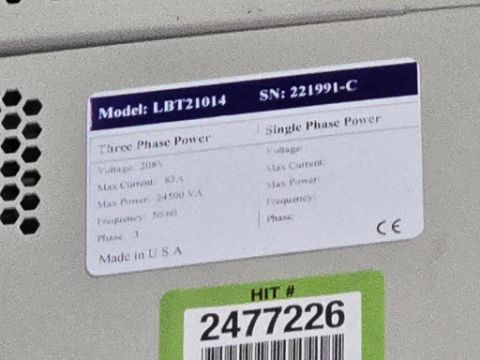 Model: LBT21014 SN: 221991-C
Three Phase Power
Voltage: 208V
Max Current: 83A
Max Power: 24500 VA
Frequency: 50/60
Phase: 3
Made in U S A
Single Phase Power
Voltage:
Max Current:
Max Power:
Frequency:
Phase:
CE
HIT #
2477226